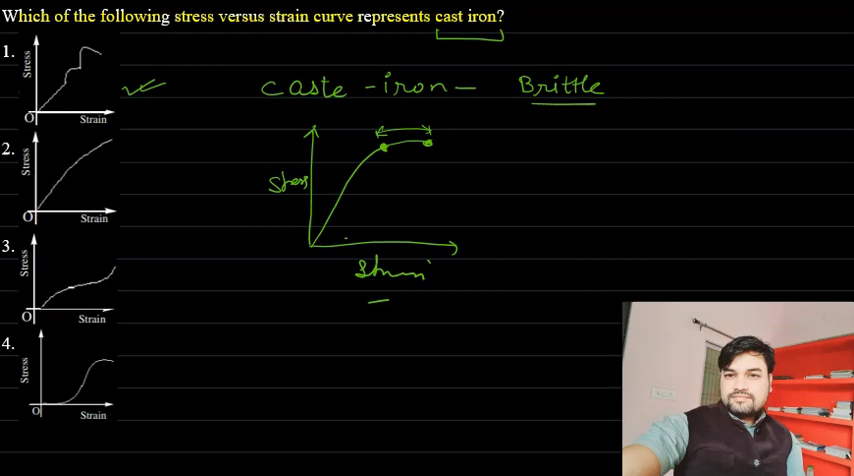 Which of the following stress versus strain curve represents cast iron?
1.
Stress
O
Strain
Caste - iron - Brittle
2.
Stress
O
Strain
Stress
Strain
3.
Stress
O
Strain
4.
Stress
O
Strain